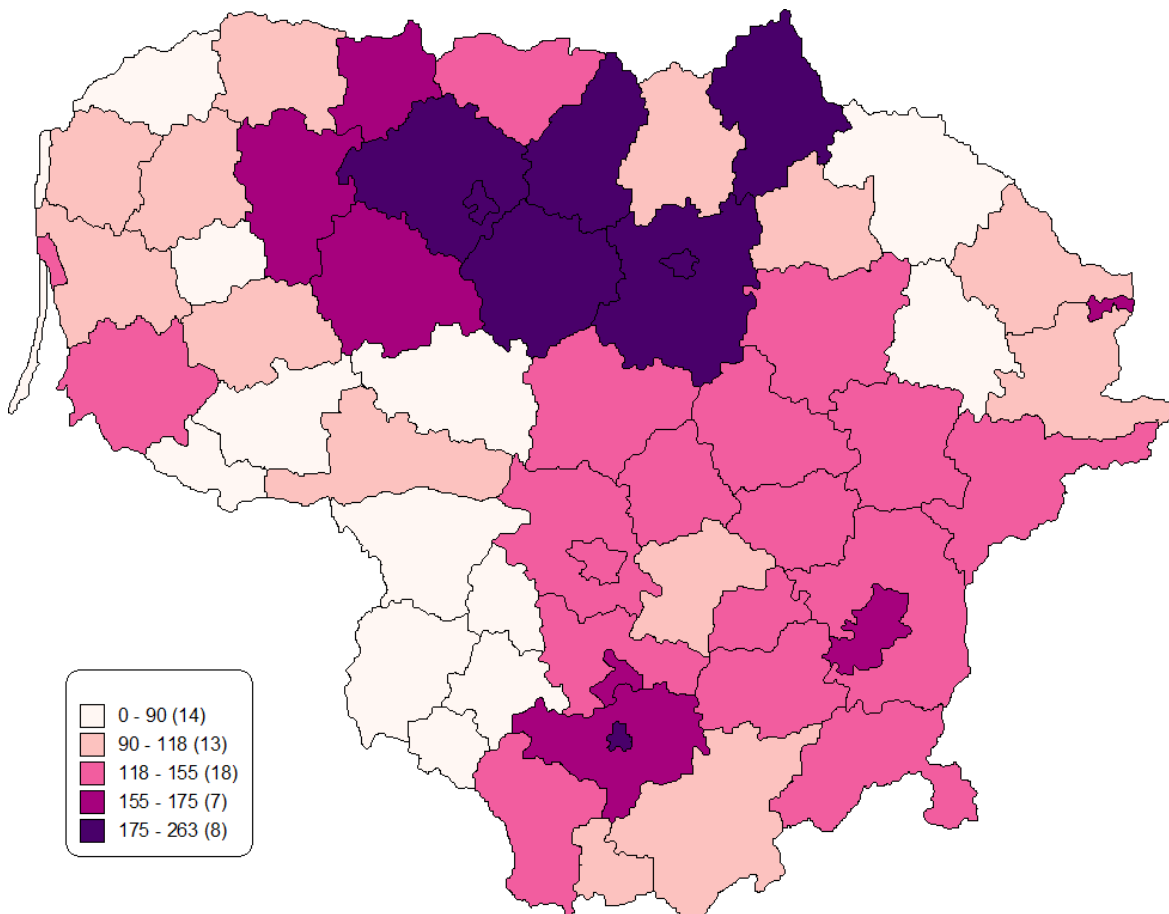 0 - 90 (14)
90 - 118 (13)
118 - 155 (18)
155 - 175 (7)
175 - 263 (8)